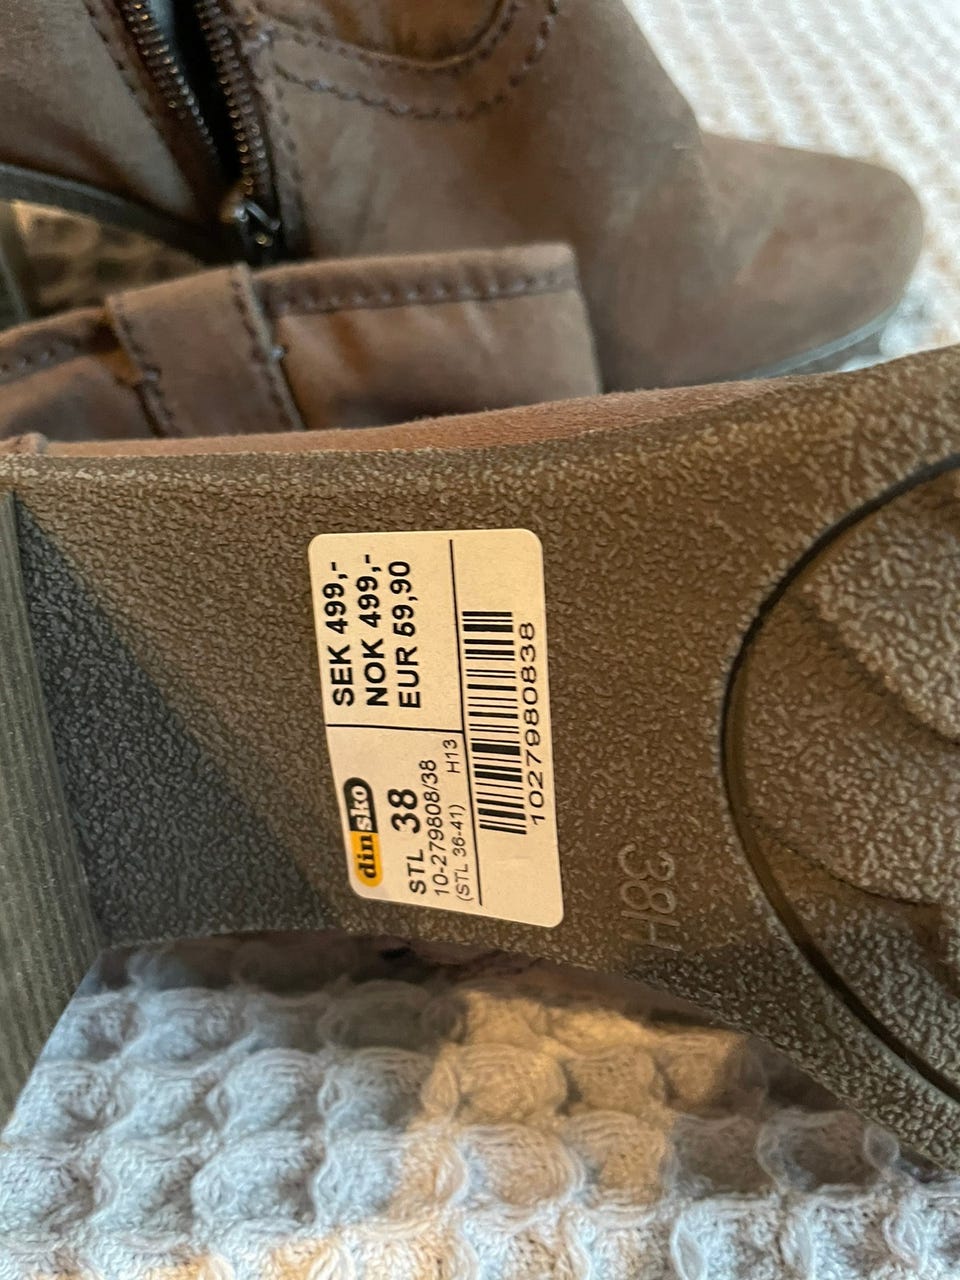 dinsko
STL 38
10-279808/38
(STL 36-41) H13
SEK 499,-
NOK 499,-
EUR 59,90
1027980838
38H